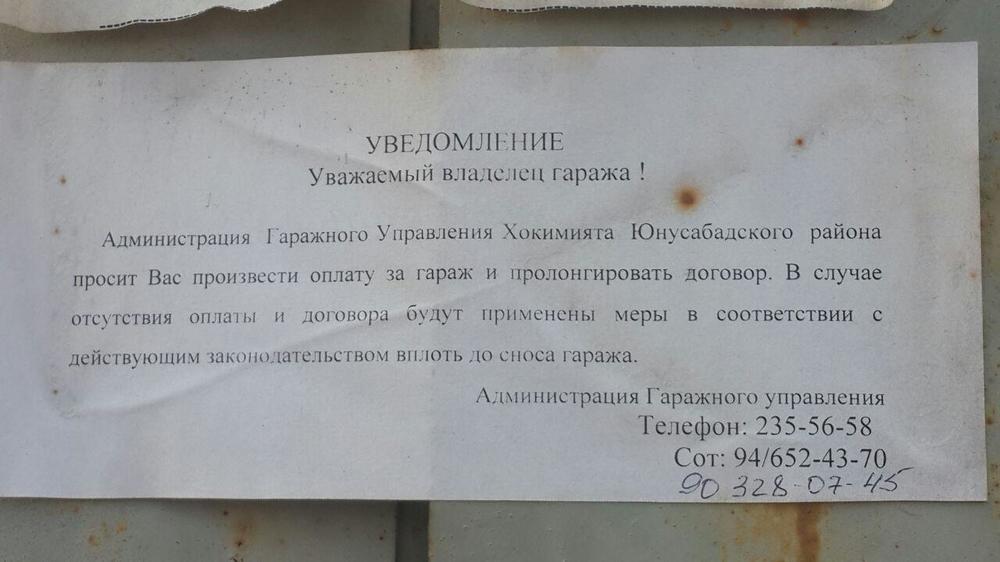 УВЕДОМЛЕНИЕ
Уважаемый владелец гаража !
Администрация Гаражного Управления Хокимията Юнусабадского района
просит Вас произвести оплату за гараж и пролонгировать договор. В случае
отсутствия оплаты и договора будут применены меры в соответствии с
действующим законодательством вплоть до сноса гаража.
Администрация Гаражного управления
Телефон: 235-56-58
Сот: 94/652-43-70
90 328-07-45